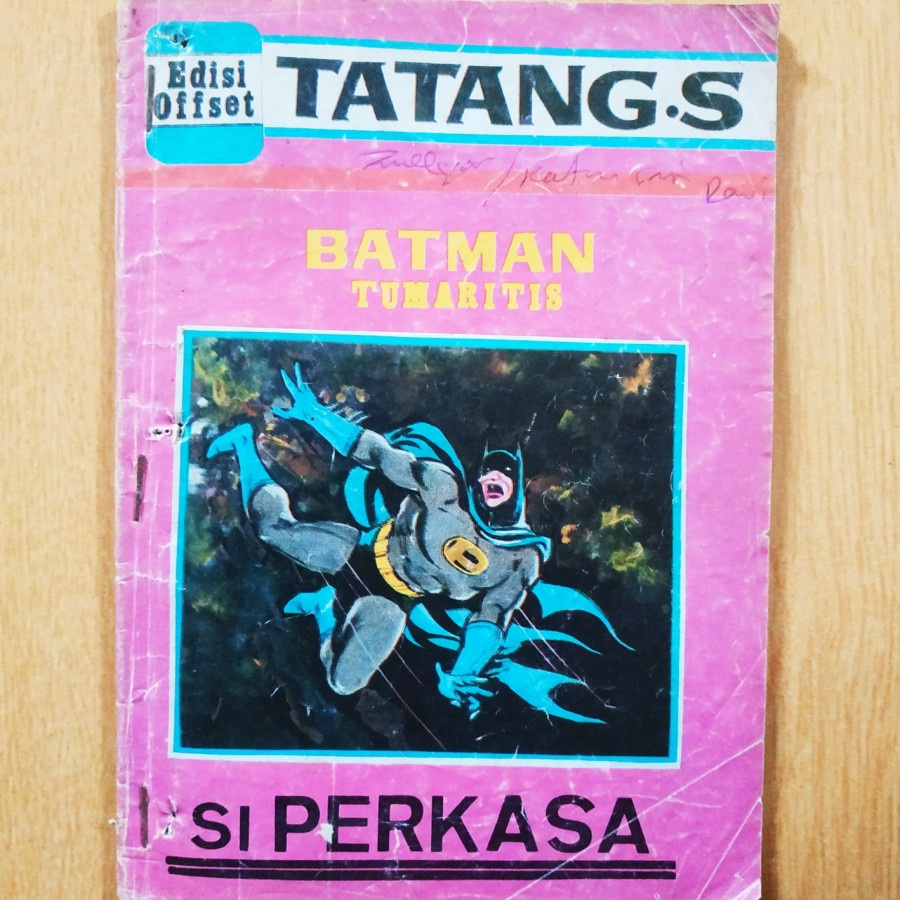 Edisi
Offset
TATANG.S
BATMAN
TUMARITIS
SI PERKASA